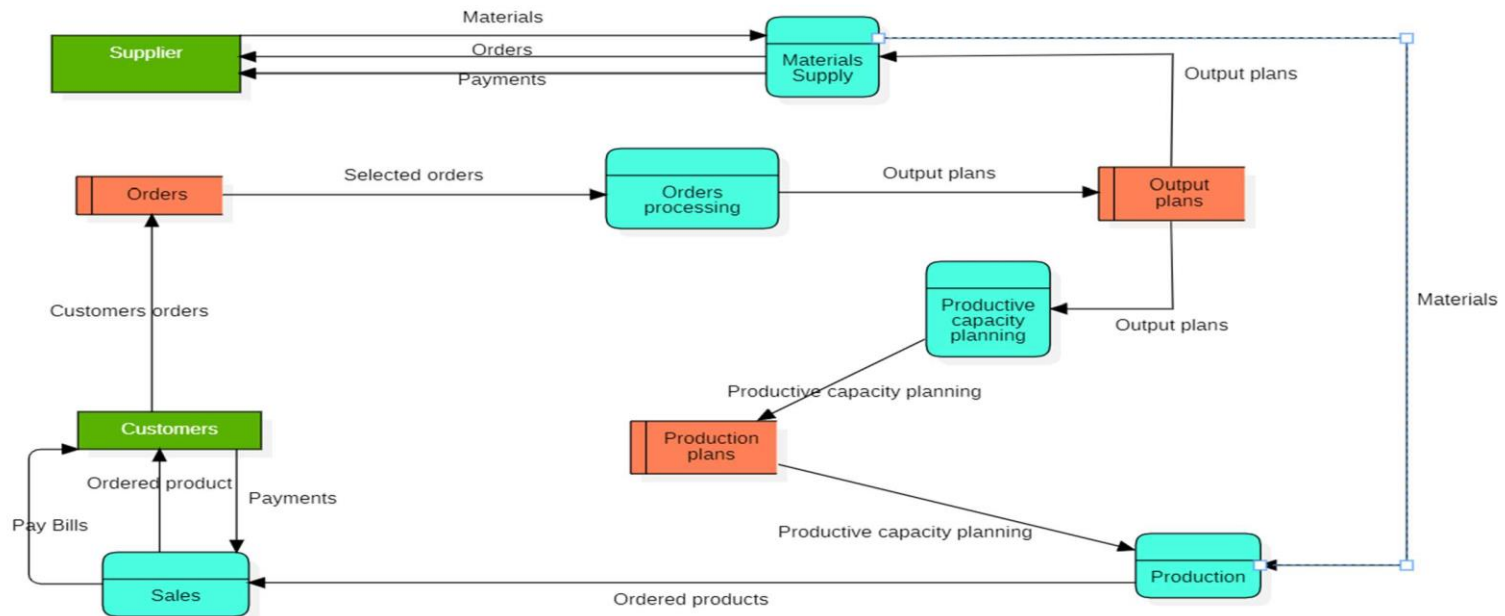 Materials
Supplier
Orders
Materials
Supply
Payments
Output plans
Orders
Selected orders
Orders
processing
Output plans
Output
plans
Customers orders
Productive
capacity
planning
Output plans
Materials
Productive capacity planning
Customers
Production
plans
Ordered product
Payments
Pay Bills
Productive capacity planning
Sales
Ordered products
Production